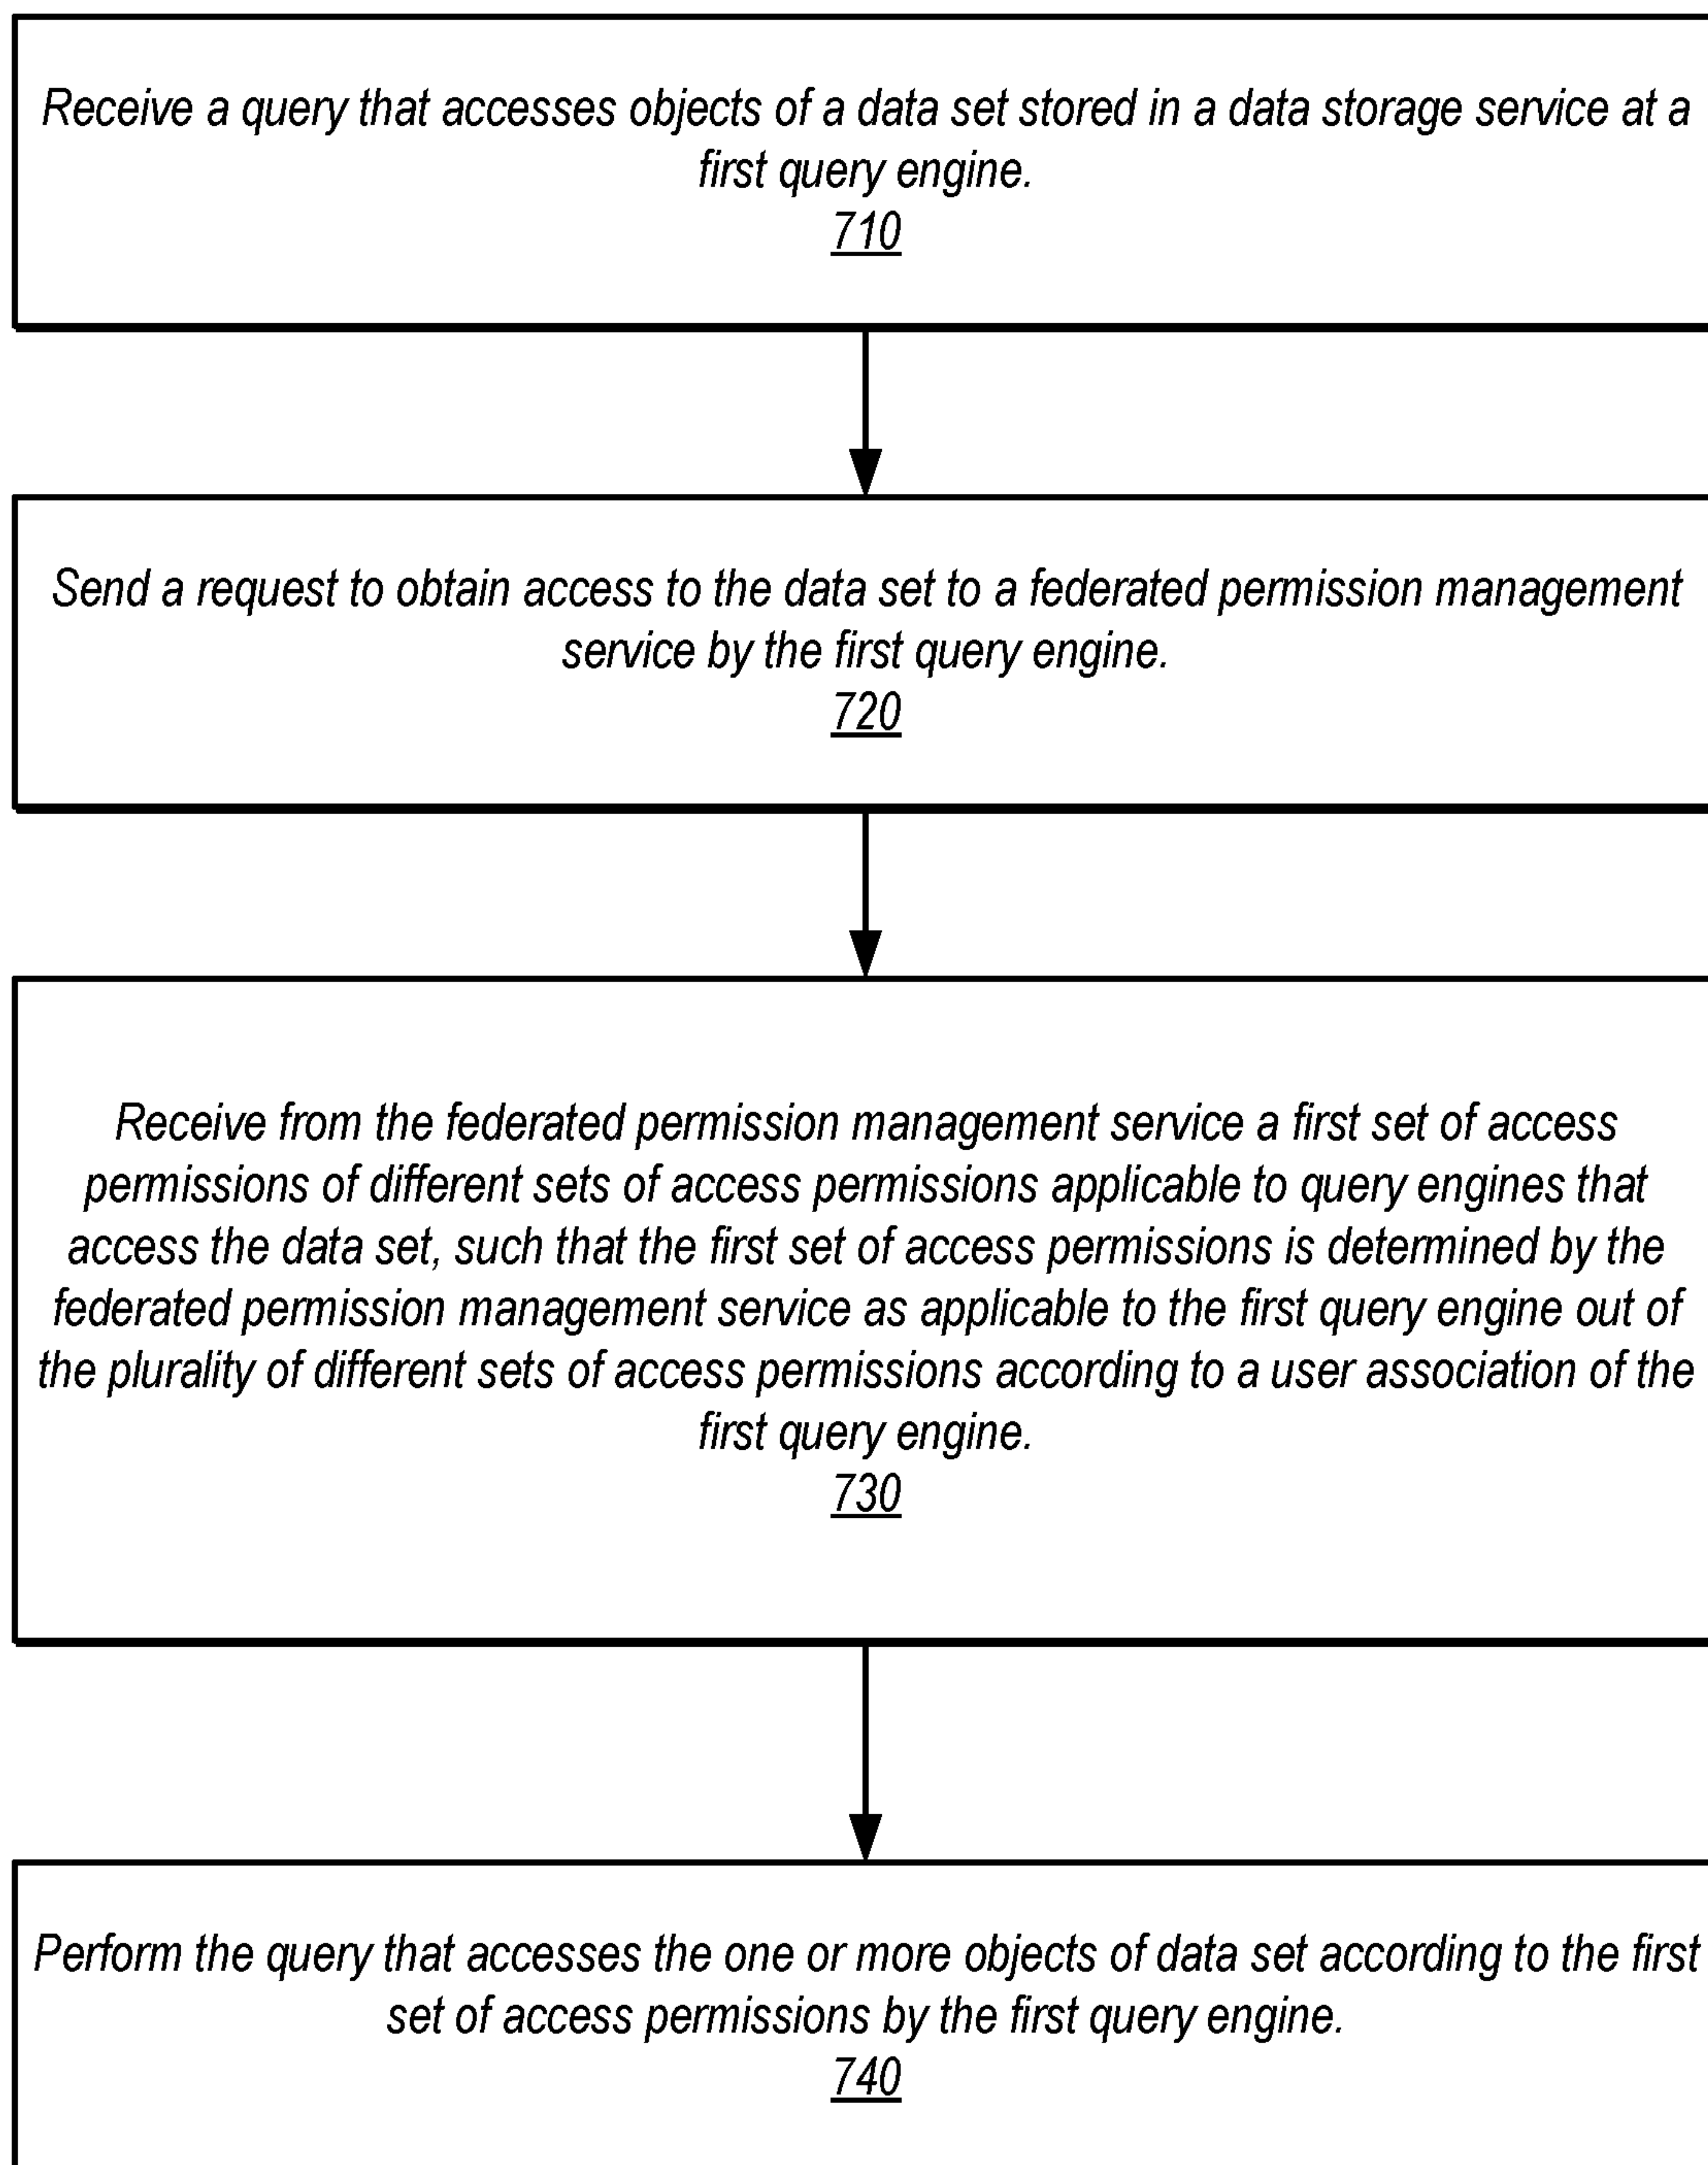 Receive a query that accesses objects of a data set stored in a data storage service at a
first query engine.
710
Send a request to obtain access to the data set to a federated permission management
service by the first query engine.
720
Receive from the federated permission management service a first set of access
permissions of different sets of access permissions applicable to query engines that
access the data set, such that the first set of access permissions is determined by the
federated permission management service as applicable to the first query engine out of
the plurality of different sets of access permissions according to a user association of the
first query engine.
730
Perform the query that accesses the one or more objects of data set according to the first
set of access permissions by the first query engine.
740